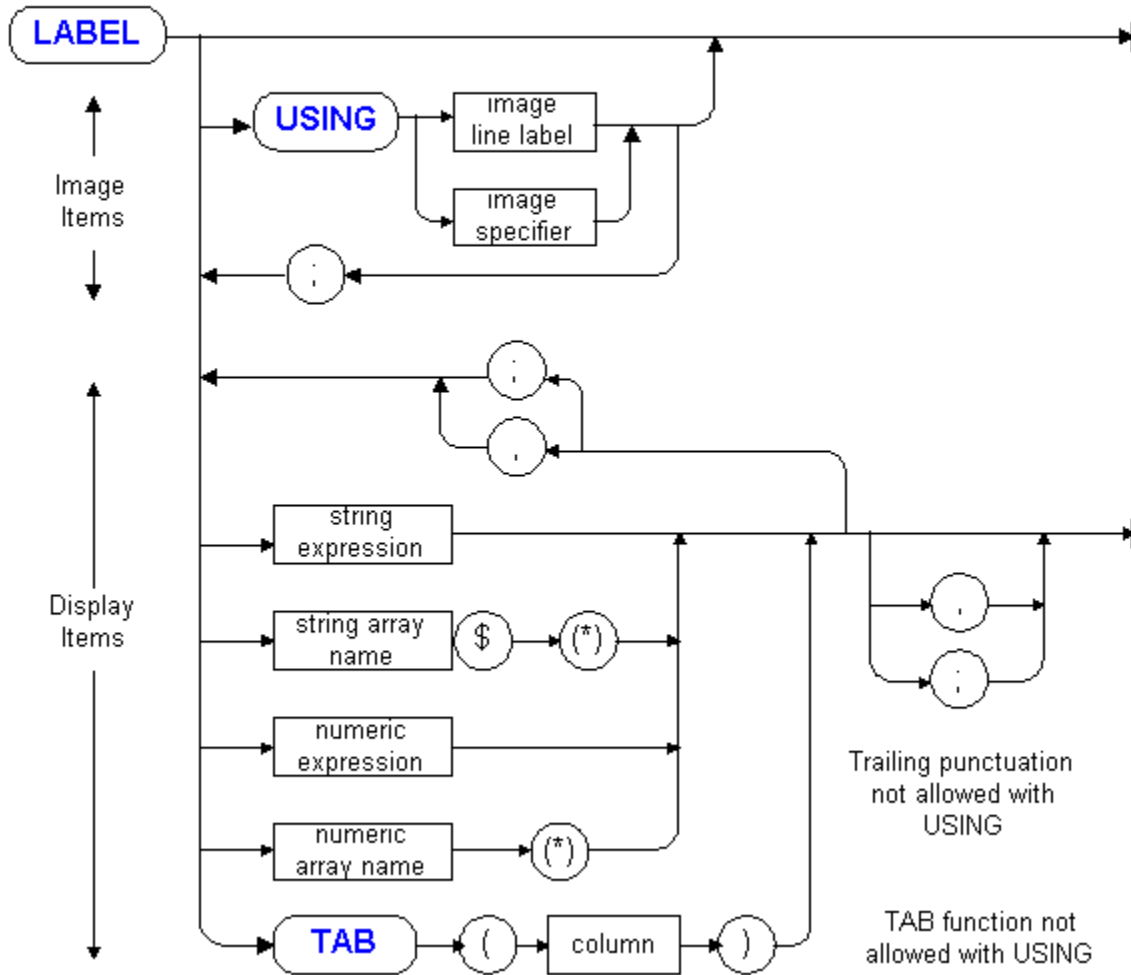 LABEL
USING
image
line label
image
specifier
Image
Items
;
;
,
string
expression
Display
Items
string array
name
$
(*)
,
;
numeric
expression
Trailing punctuation
not allowed with
USING
numeric
array name
(*)
TAB
(
column
)
TAB function not
allowed with USING